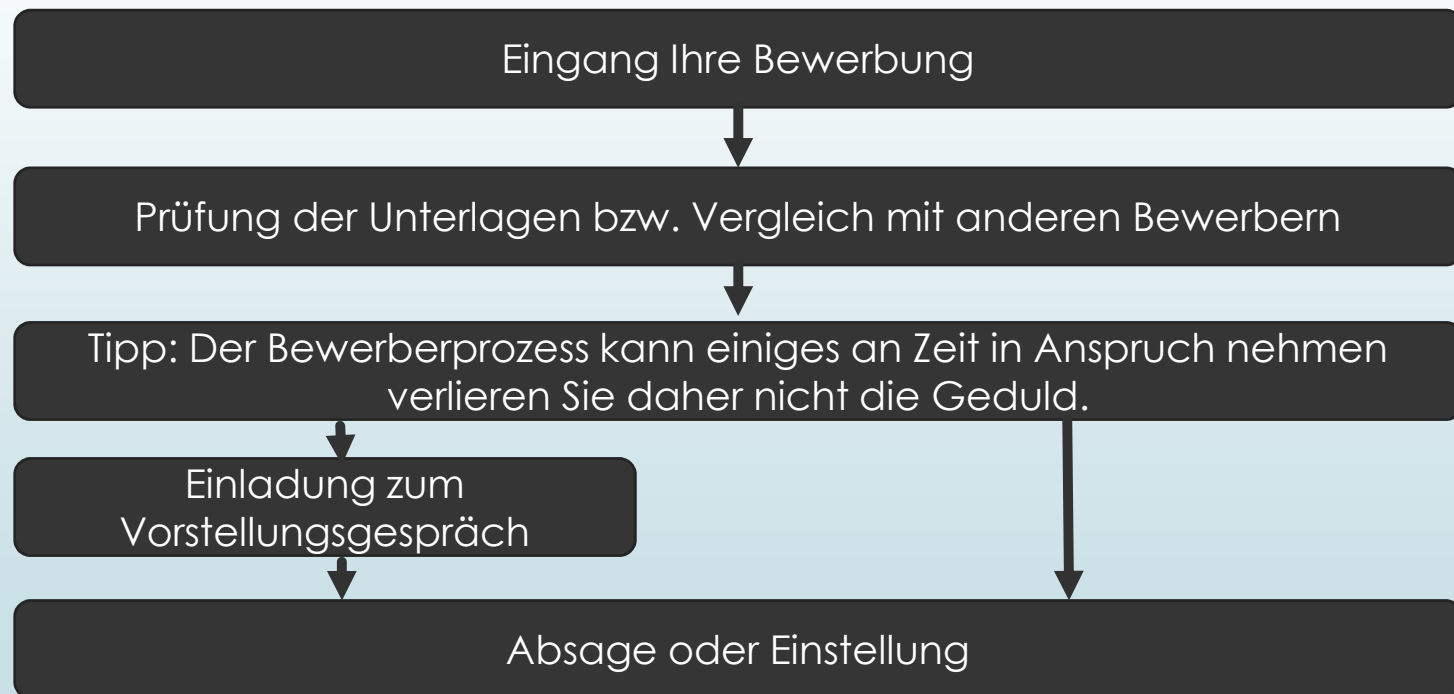 Eingang Ihre Bewerbung
Prüfung der Unterlagen bzw. Vergleich mit anderen Bewerbern
Tipp: Der Bewerberprozess kann einiges an Zeit in Anspruch nehmen
verlieren Sie daher nicht die Geduld.
Einladung zum
Vorstellungsgespräch
Absage oder Einstellung